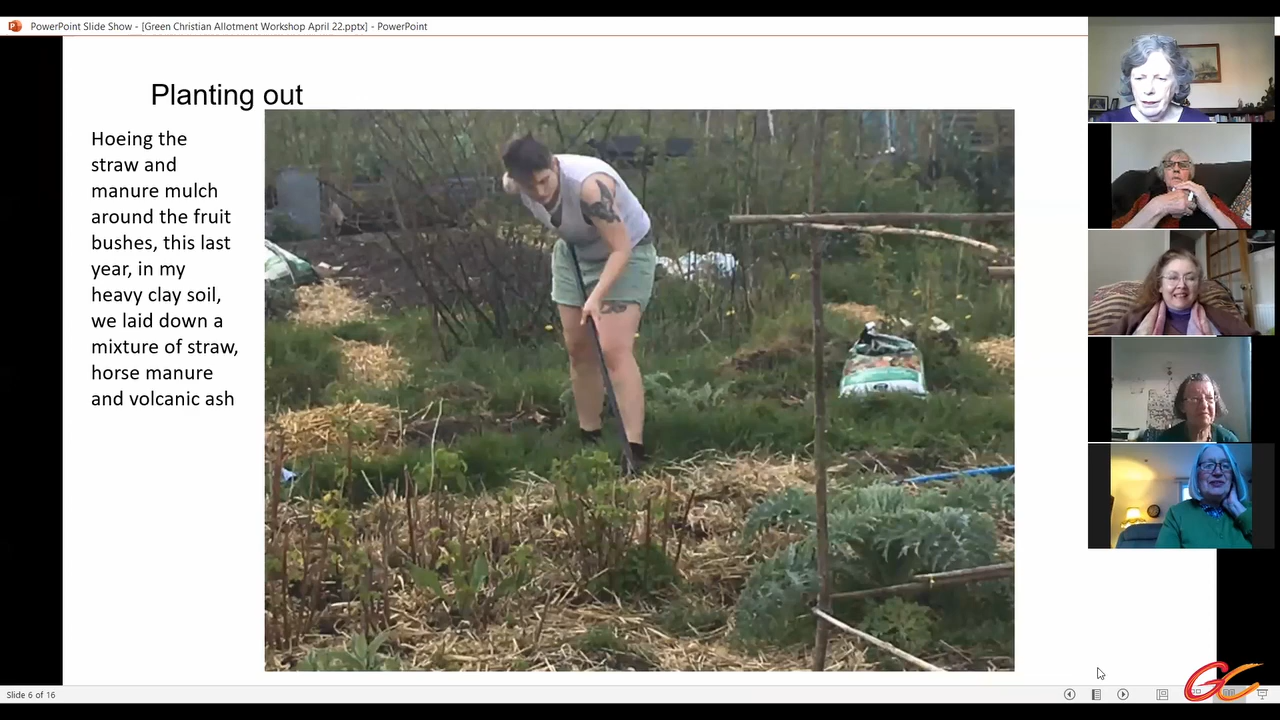 PowerPoint Slide Show - [Green Christian Allotment Workshop April 22.pptx] - PowerPoint
Planting out
Hoeing the
straw and
manure mulch
around the fruit
bushes, this last
year, in my
heavy clay soil,
we laid down a
mixture of straw,
horse manure
and volcanic ash
Slide 6 of 16
GC